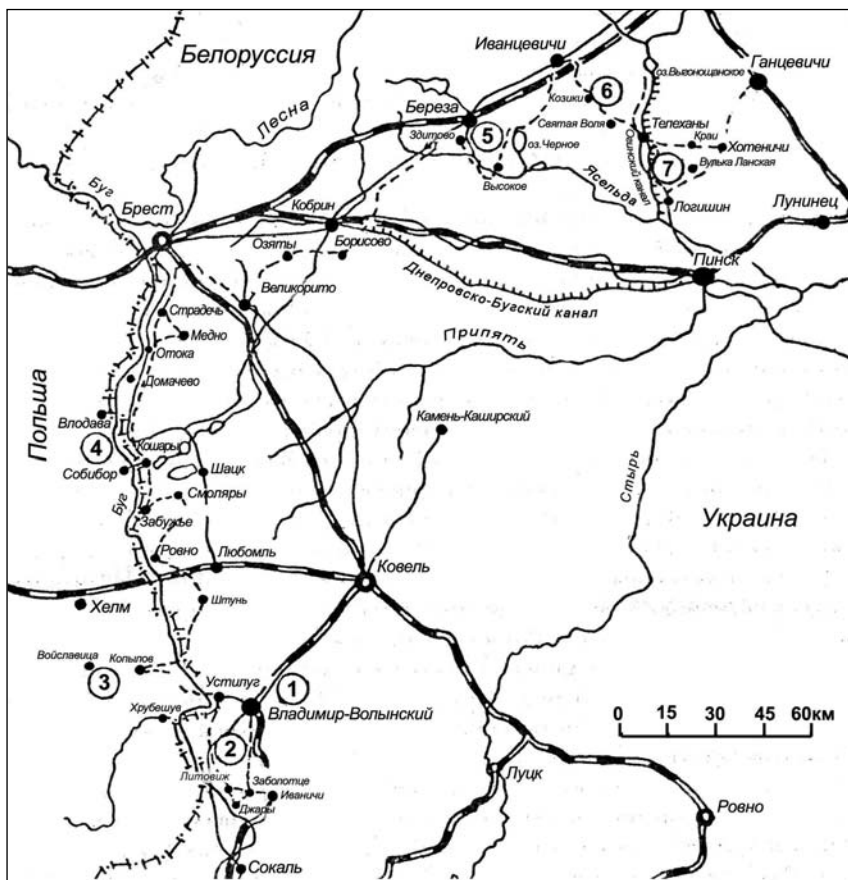 Белоруссия
Иванцевичи
оз.Выгонощанское
Ганцевичи
Лесна
Козики
6
Береза
Святая Воля
Телеханы
Здитово
5
оз.Черное
Краи
Хотеничи
Огинский канал
7
Вулька Ланская
Высокое
Ясельда
Логишин
Лунинец
Буг
Брест
Кобрин
Озяты
Борисово
Пинск
Великорито
Днепровско-Бугский канал
Страдечь
Медно
Припять
Отока
Домачево
Польша
Влодава
Камень-Каширский
4
Кошары
Собибор
Шацк
Стырь
Смоляры
Буг
Забужье
Украина
Ровно
Любомль
Ковель
Хелм
Штунь
Войславица
Копылов
3
Устилуг
1
Хрубешув
Владимир-Волынский
0 15 30 45 60км
2
Литовиж
Заболотце
Иваничи
Джары
Луцк
Ровно
Сокаль